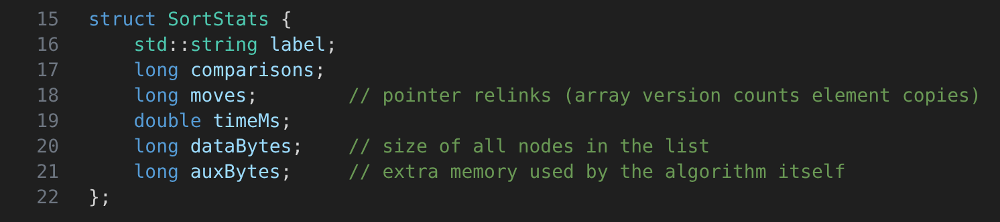 15 struct SortStats {
16     std::string label;
17     long comparisons;
18     long moves;        // pointer relinks (array version counts element copies)
19     double timeMs;
20     long dataBytes;    // size of all nodes in the list
21     long auxBytes;     // extra memory used by the algorithm itself
22 };